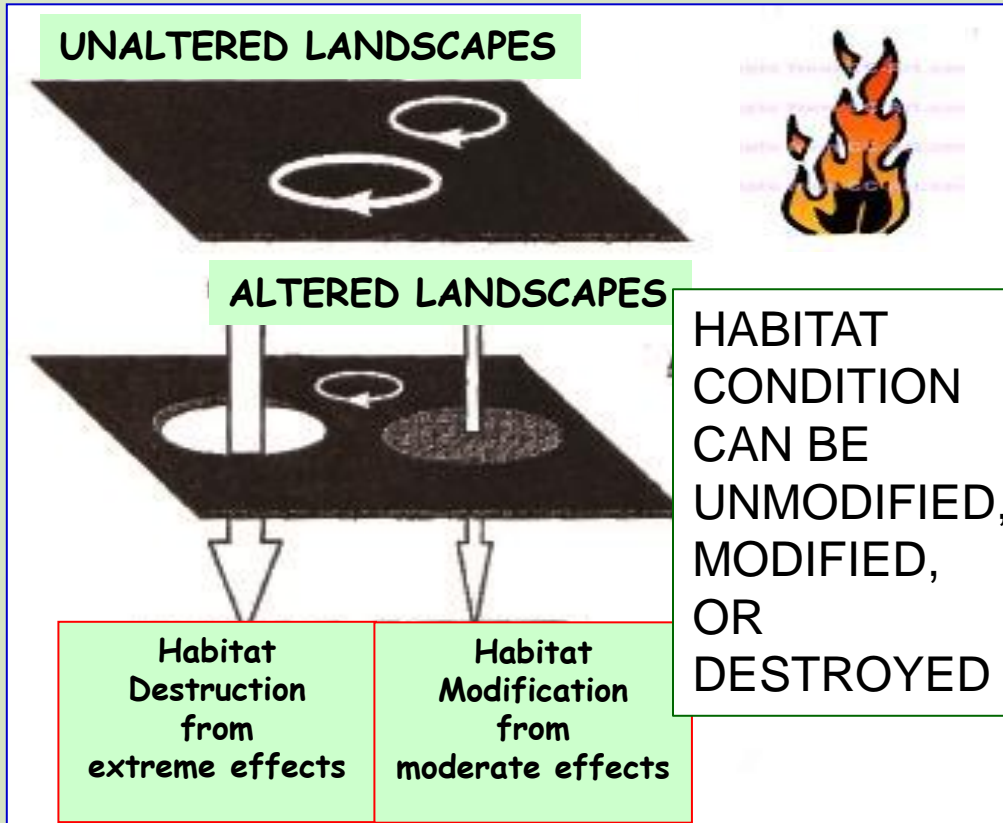 UNALTERED LANDSCAPES
ALTERED LANDSCAPES
HABITAT
CONDITION
CAN BE
UNMODIFIED,
MODIFIED,
OR
DESTROYED
Habitat
Destruction
from
extreme effects
Habitat
Modification
from
moderate effects